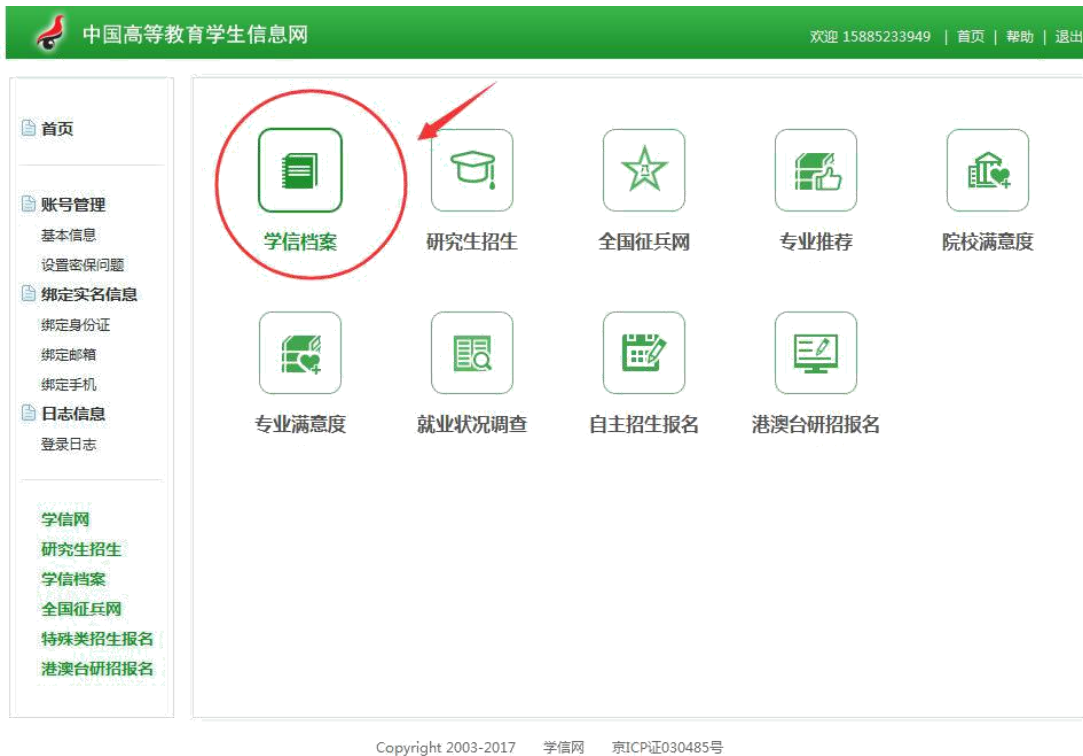 中国高等教育学生信息网
欢迎 15885233949 | 首页 | 帮助 | 退出
首页
账号管理
基本信息
设置密保问题
绑定实名信息
绑定身份证
绑定邮箱
绑定手机
日志信息
登录日志
学信网
研究生招生
学信档案
全国征兵网
特殊类招生报名
港澳台研招报名
学信档案 研究生招生 全国征兵网 专业推荐 院校满意度
专业满意度 就业状况调查 自主招生报名 港澳台研招报名
Copyright 2003-2017 学信网 京ICP证030485号